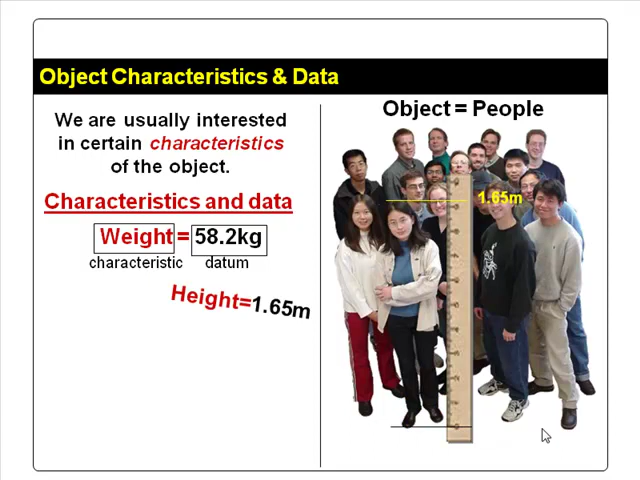 Object Characteristics & Data
We are usually interested
in certain characteristics
of the object.
Characteristics and data
Weight = 58.2kg
characteristic datum
Height=1.65m
Object = People
1.65m